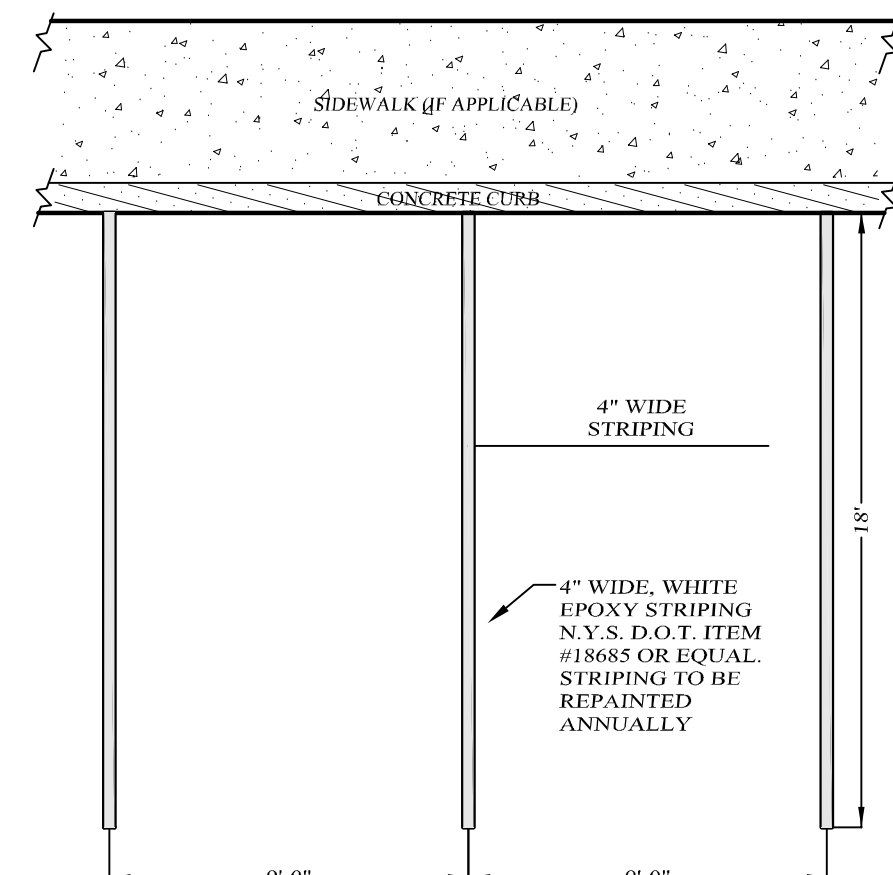 SIDEWALK (IF APPLICABLE)
CONCRETE CURB
4" WIDE
STRIPING
18'
4" WIDE, WHITE
EPOXY STRIPING
N.Y.S. D.O.T. ITEM
#18685 OR EQUAL.
STRIPING TO BE
REPAINTED
ANNUALLY